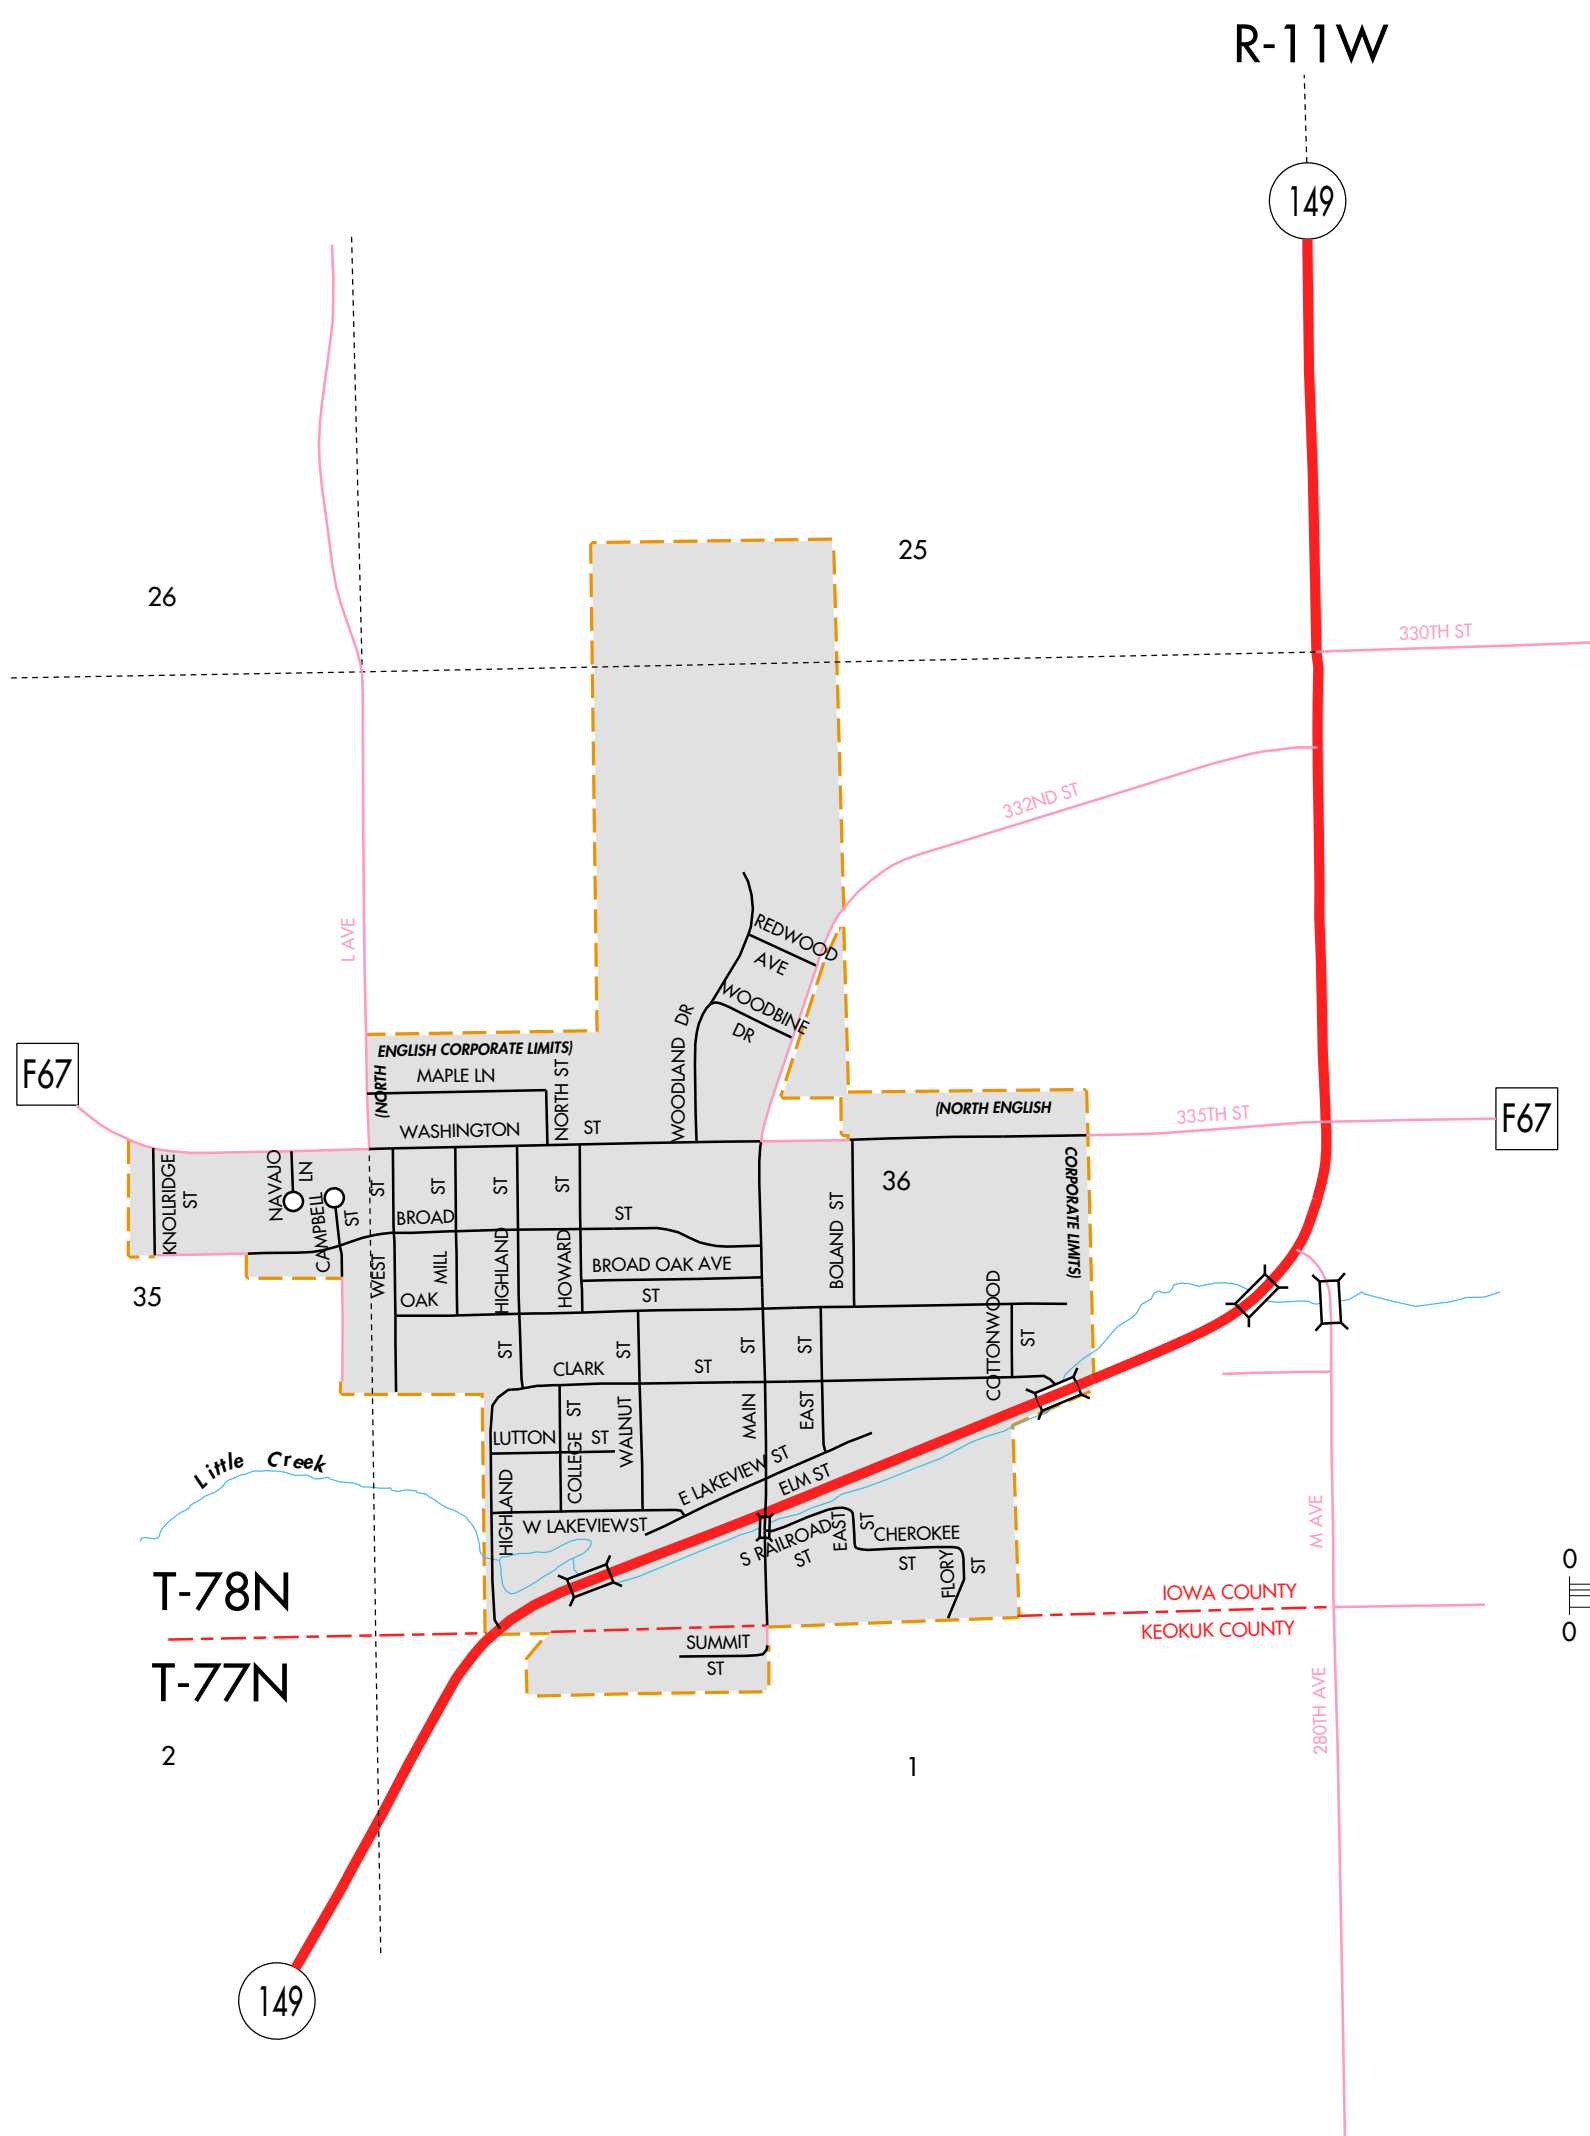 R-11W
149
25
26
330TH ST
332ND ST
L AVE
REDWOOD
AVE
WOODBINE
DR
WOODLAND DR
(NORTH
ENGLISH CORPORATE LIMITS)
MAPLE LN
NORTH ST
F67
WASHINGTON ST
(NORTH ENGLISH
CORPORATE LIMITS)
335TH ST
F67
36
KNOLLRIDGE
ST
NAVAJO
LN
CAMPBELL
ST
WEST ST
MILL ST
HIGHLAND ST
HOWARD ST
BROAD ST
BROAD OAK AVE
BOLAND ST
OAK ST
35
COTTONWOOD
ST
CLARK ST
ST
WALNUT ST
MAIN ST
EAST ST
LUTTON ST
COLLEGE ST
HIGHLAND
E LAKEVIEW ST
ELM ST
W LAKEVIEW ST
Little Creek
S RAILROAD
ST
EAST ST
CHEROKEE
ST
FLORY
ST
M AVE
T-78N
IOWA COUNTY
KEOKUK COUNTY
0
0
T-77N
SUMMIT
ST
280TH AVE
2
1
149